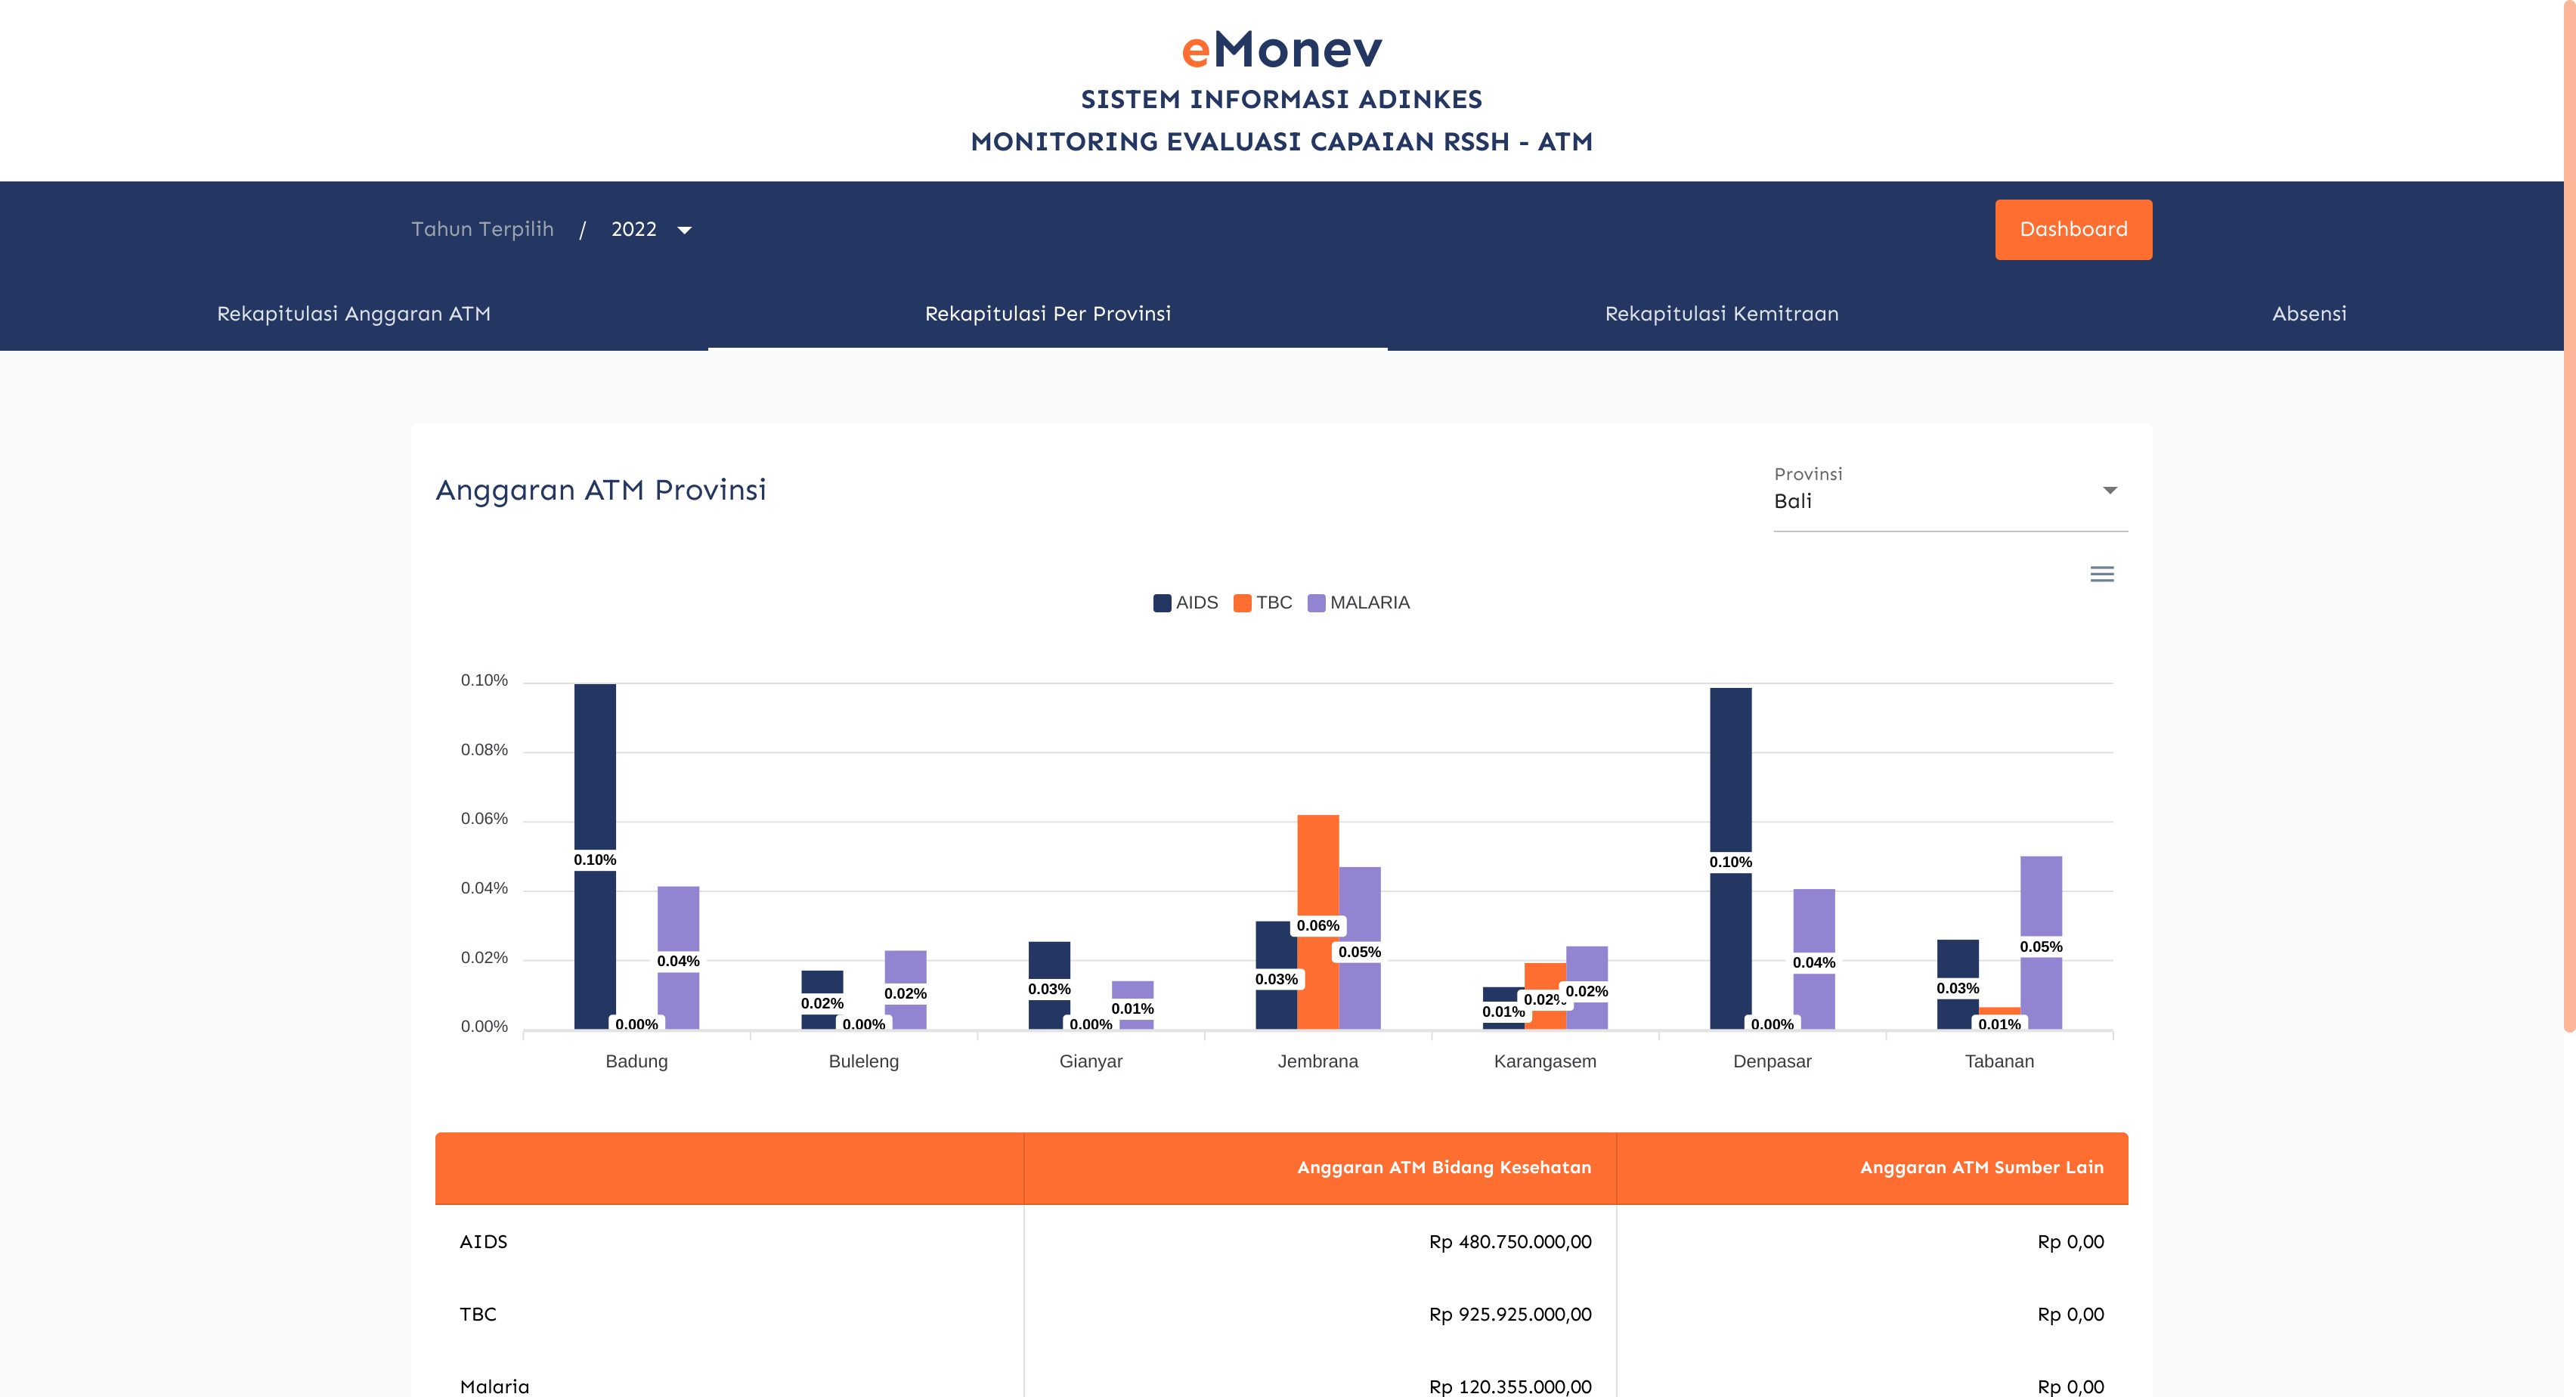 eMonev
SISTEM INFORMASI ADINKES
MONITORING EVALUASI CAPAIAN RSSH - ATM
Tahun Terpilih / 2022
Dashboard
Rekapitulasi Anggaran ATM
Rekapitulasi Per Provinsi
Rekapitulasi Kemitraan
Absensi
Anggaran ATM Provinsi
Provinsi
Bali
AIDS TBC MALARIA
0.10%
0.08%
0.06%
0.04%
0.02%
0.00%
0.10% 0.00% 0.04%
0.02% 0.00% 0.02%
0.03% 0.00% 0.01%
0.03% 0.06% 0.05%
0.01% 0.02% 0.02%
0.10% 0.00% 0.04%
0.03% 0.01% 0.05%
Badung Buleleng Gianyar Jembrana Karangasem Denpasar Tabanan
Anggaran ATM Bidang Kesehatan Anggaran ATM Sumber Lain
AIDS Rp 480.750.000,00 Rp 0,00
TBC Rp 925.925.000,00 Rp 0,00
Malaria Rp 120.355.000,00 Rp 0,00